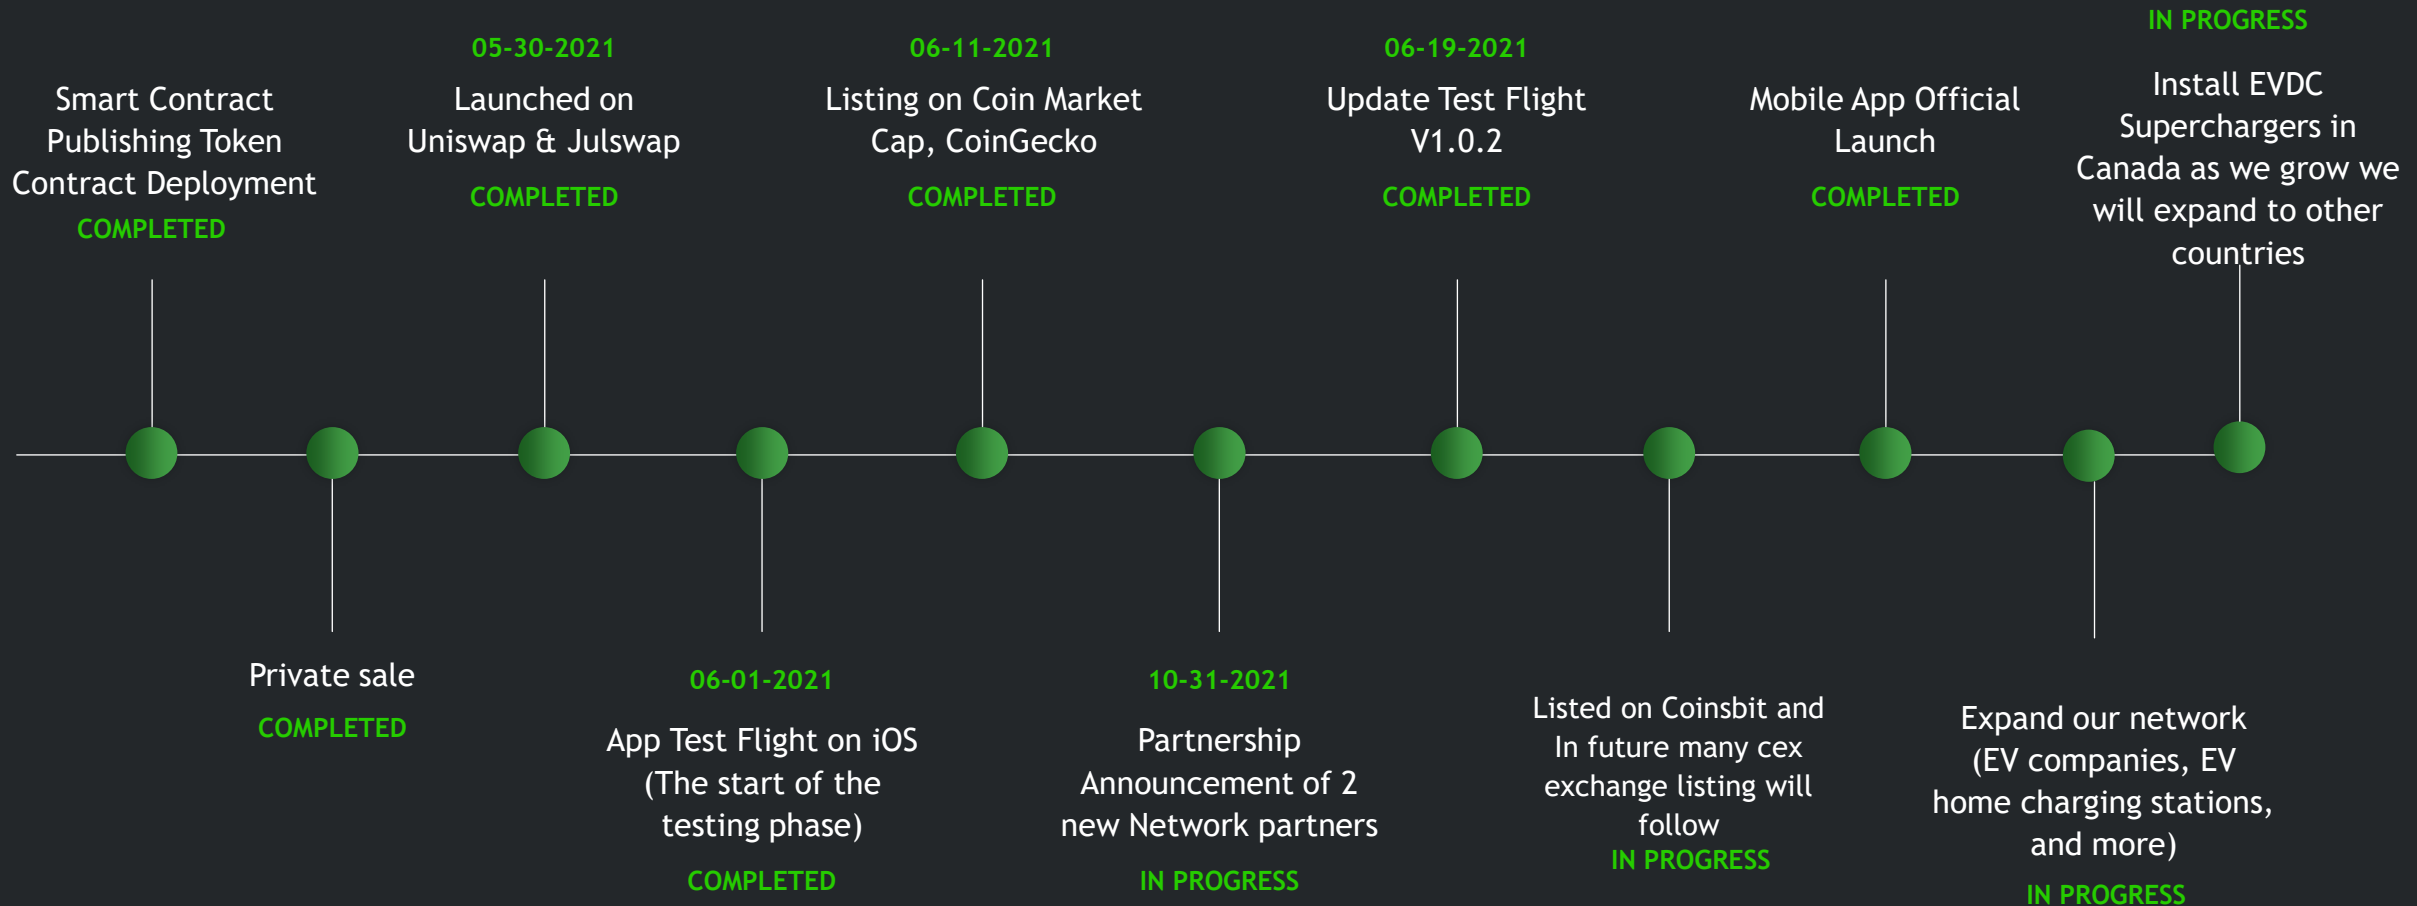 Smart Contract
Publishing Token
Contract Deployment
COMPLETED
Private sale
COMPLETED
05-30-2021
Launched on
Uniswap & Julswap
COMPLETED
06-01-2021
App Test Flight on iOS
(The start of the
testing phase)
COMPLETED
06-11-2021
Listing on Coin Market
Cap, CoinGecko
COMPLETED
10-31-2021
Partnership
Announcement of 2
new Network partners
IN PROGRESS
06-19-2021
Update Test Flight
V1.0.2
COMPLETED
Listed on Coinsbit and
In future many cex
exchange listing will
follow
IN PROGRESS
Mobile App Official
Launch
COMPLETED
Expand our network
(EV companies, EV
home charging stations,
and more)
IN PROGRESS
IN PROGRESS
Install EVDC
Superchargers in
Canada as we grow we
will expand to other
countries